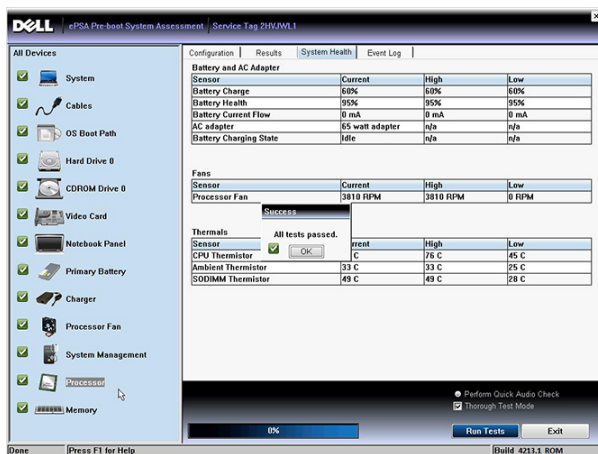 DELL ePSA Pre-boot System Assessment Service Tag 2HVJWL1
All Devices
System
Cables
OS Boot Path
Hard Drive 0
CDROM Drive 0
Video Card
Notebook Panel
Primary Battery
Charger
Processor Fan
System Management
Processor
Memory
Configuration Results System Health Event Log
Battery and AC Adapter
Sensor Current High Low
Battery Charge 60% 60% 60%
Battery Health 95% 95% 95%
Battery Current Flow 0 mA 0 mA 0 mA
AC adapter 65 watt adapter n/a n/a
Battery Charging State Idle n/a n/a
Fans
Sensor Current High Low
Processor Fan 3810 RPM 3810 RPM 0 RPM
Success
All tests passed.
OK
Thermals
Sensor High Low
CPU Thermistor C 76 C 45 C
Ambient Thermistor 33 C 33 C 25 C
SODIMM Thermistor 49 C 49 C 28 C
Perform Quick Audio Check
Thorough Test Mode
0% Run Tests Exit
Done Press F1 for Help Build 4213.1 ROM